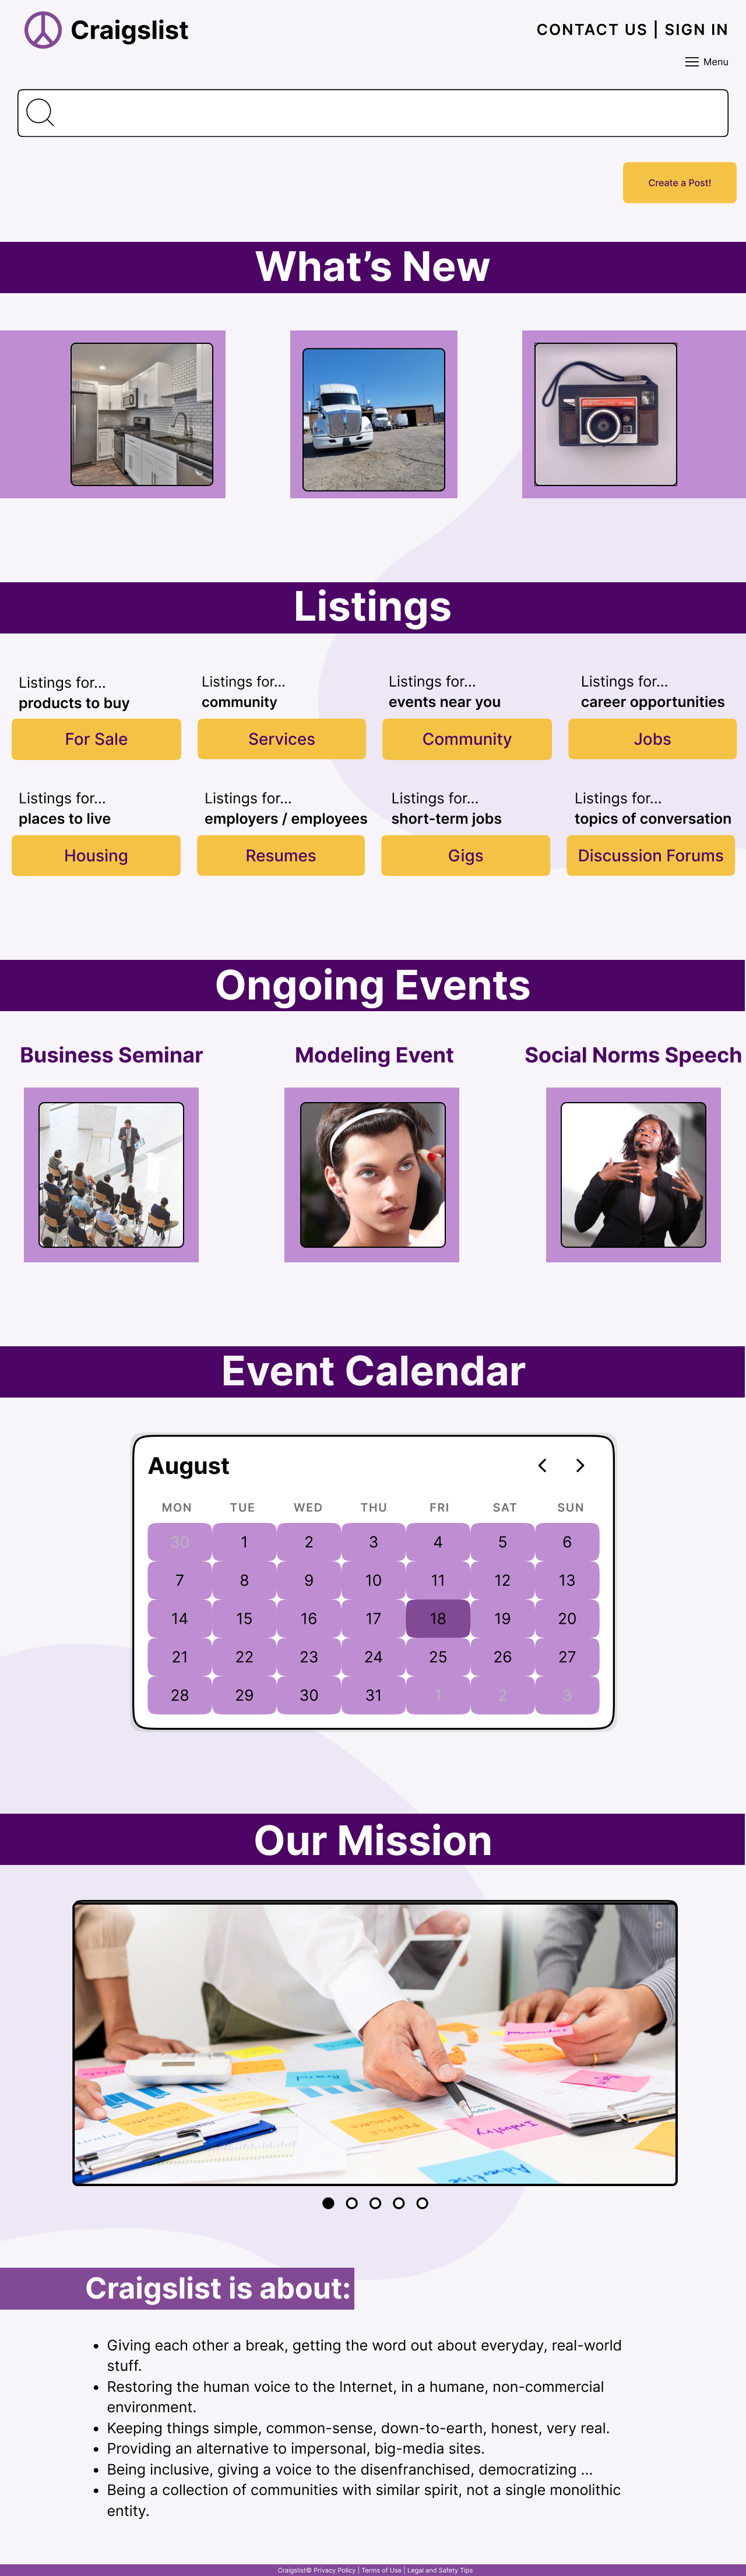 Craigslist
CONTACT US | SIGN IN
Menu
Create a Post!
What's New
Listings
Listings for...
products to buy
Listings for...
community
Listings for...
events near you
Listings for...
career opportunities
For Sale
Services
Community
Jobs
Listings for...
places to live
Listings for...
employers / employees
Listings for...
short-term jobs
Listings for...
topics of conversation
Housing
Resumes
Gigs
Discussion Forums
Ongoing Events
Business Seminar
Modeling Event
Social Norms Speech
Event Calendar
August
MON TUE WED THU FRI SAT SUN
30 1 2 3 4 5 6
7 8 9 10 11 12 13
14 15 16 17 18 19 20
21 22 23 24 25 26 27
28 29 30 31 1 2 3
Our Mission
Brand
PEOPLE
Industry
Advertise
Craigslist is about:
• Giving each other a break, getting the word out about everyday, real-world
stuff.
• Restoring the human voice to the Internet, in a humane, non-commercial
environment.
• Keeping things simple, common-sense, down-to-earth, honest, very real.
• Providing an alternative to impersonal, big-media sites.
• Being inclusive, giving a voice to the disenfranchised, democratizing ...
• Being a collection of communities with similar spirit, not a single monolithic
entity.
Craigslist© Privacy Policy | Terms of Use | Legal and Safety Tips